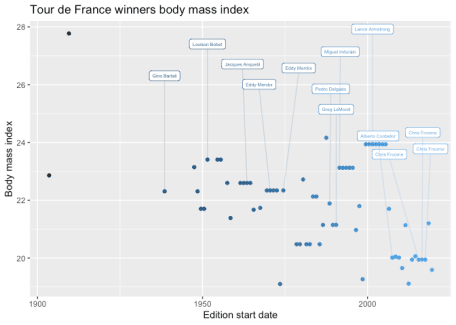 Tour de France winners body mass index
Lance Armstrong
Louison Bobet
Miguel Induráin
Jacques Anquetil
Eddy Merckx
Gino Bartali
Eddy Merckx
Pedro Delgado
Greg LeMond
Alberto Contador
Chris Froome
Chris Froome
Chris Froome
28
26
24
22
20
Body mass index
1900
1950
2000
Edition start date